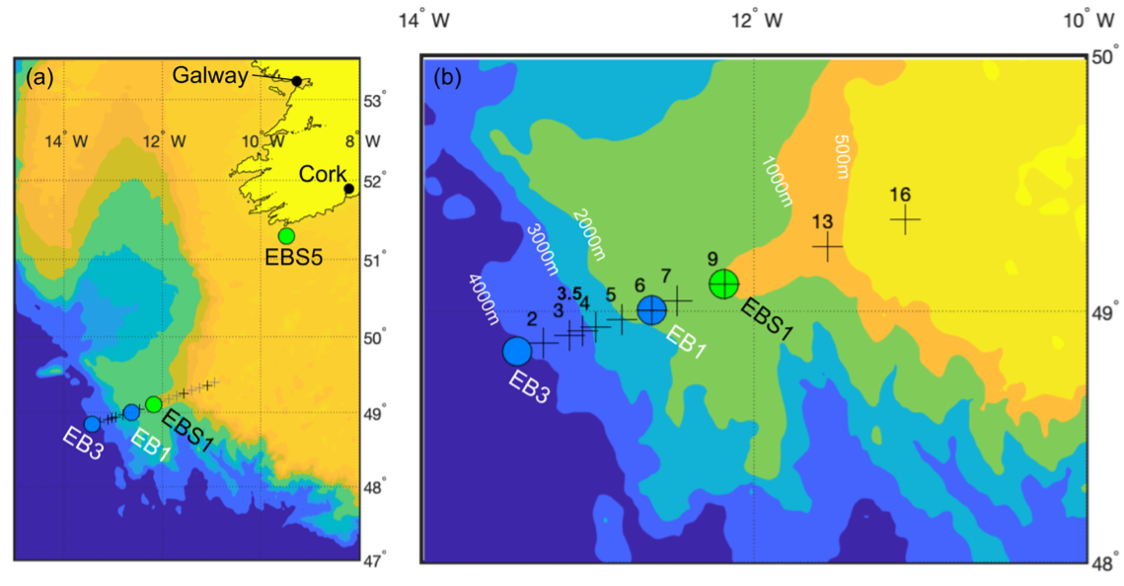 (a)
Galway
53°
14° W
12° W
10° W
8° W
Cork
52°
EBS5
51°
50°
49°
EB3
EB1
EBS1
48°
47°
14° W
12° W
10° W
(b)
50°
500m
1000m
16
13
2000m
3000m
9
4000m
7
6
5
3.5
4
3
2
49°
EBS1
EB1
EB3
48°